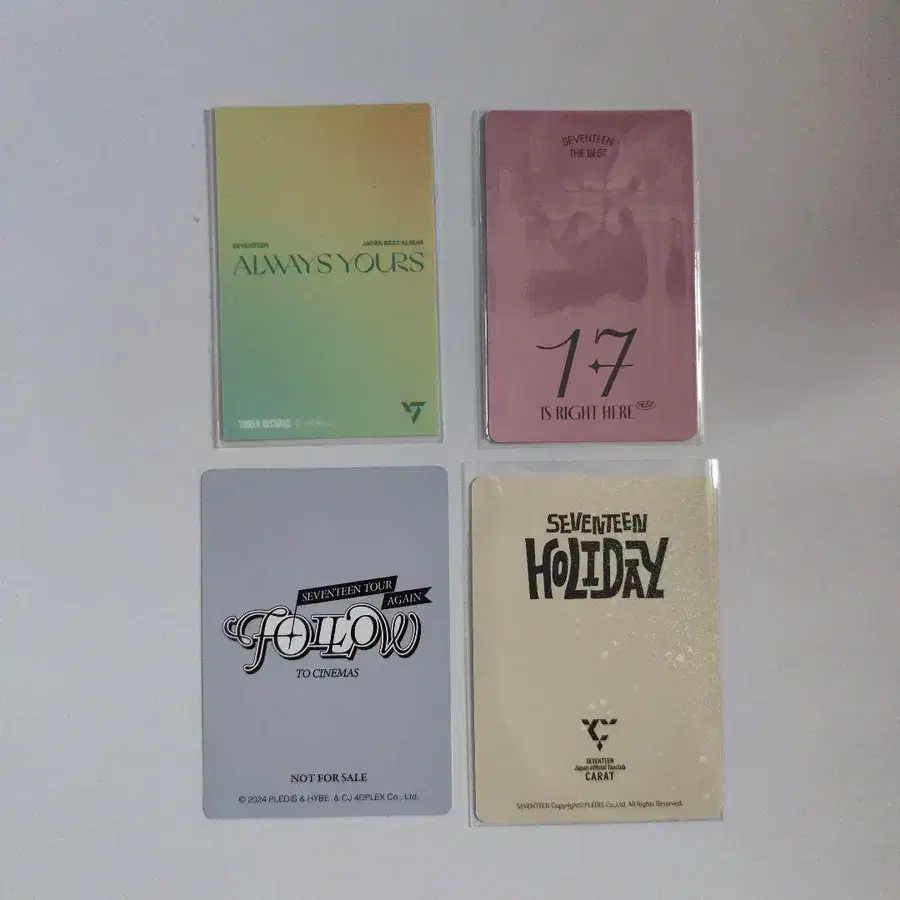 SEVENTEEN
JAPAN BEST ALBUM
ALWAYS YOURS
TOWER RECORDS
SEVENTEEN
THE BEST
17
IS RIGHT HERE
SEVENTEEN TOUR
AGAIN
FOLLOW
TO CINEMAS
NOT FOR SALE
© 2024 PLEDIS & HYBE. & CJ 4DPLEX Co., Ltd.
SEVENTEEN
HOLIDAY
SEVENTEEN
Japan official fanclub
CARAT
SEVENTEEN Copyright©PLEDIS Co.,Ltd. All Rights Reserved.